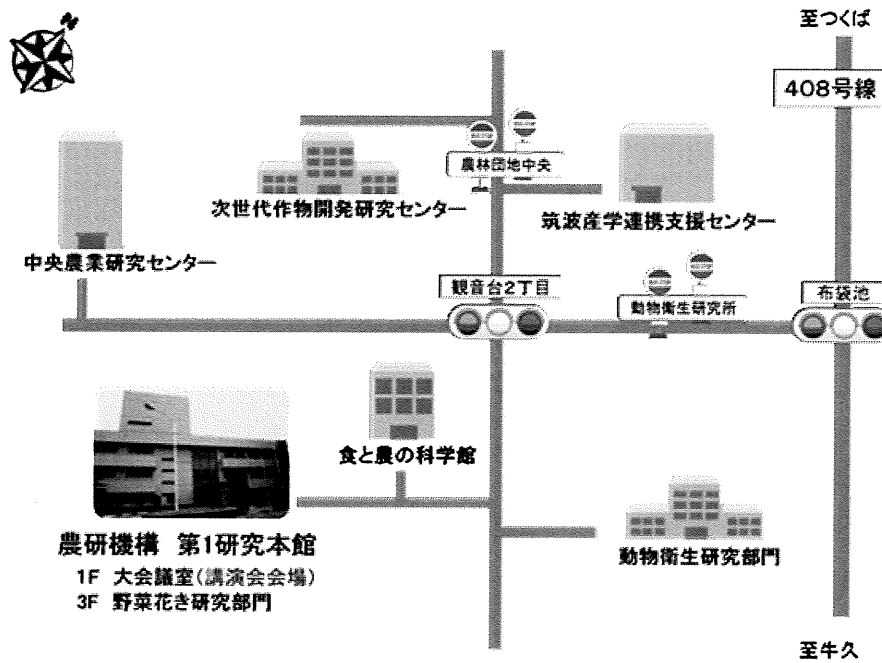 N
至つくば
408号線
農林団地中央
次世代作物開発研究センター
筑波産学連携支援センター
中央農業研究センター
観音台2丁目
動物衛生研究所
布袋池
食と農の科学館
農研機構 第1研究本館
1F 大会議室(講演会会場)
3F 野菜花き研究部門
動物衛生研究部門
至牛久